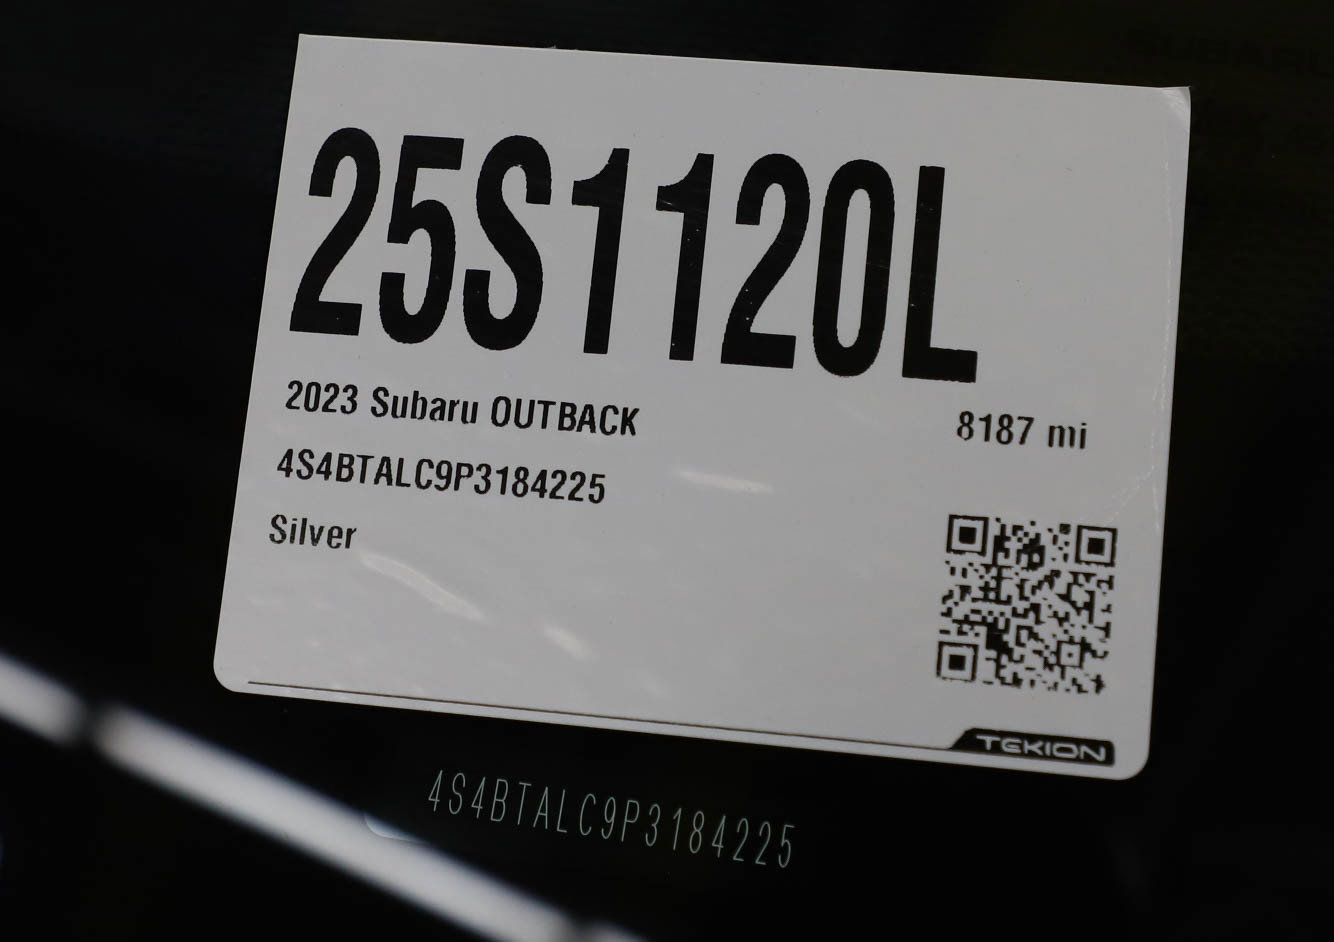 25S1120L
2023 Subaru OUTBACK
8187 mi
4S4BTALC9P3184225
Silver
TEKION
4S4BTALC9P3184225